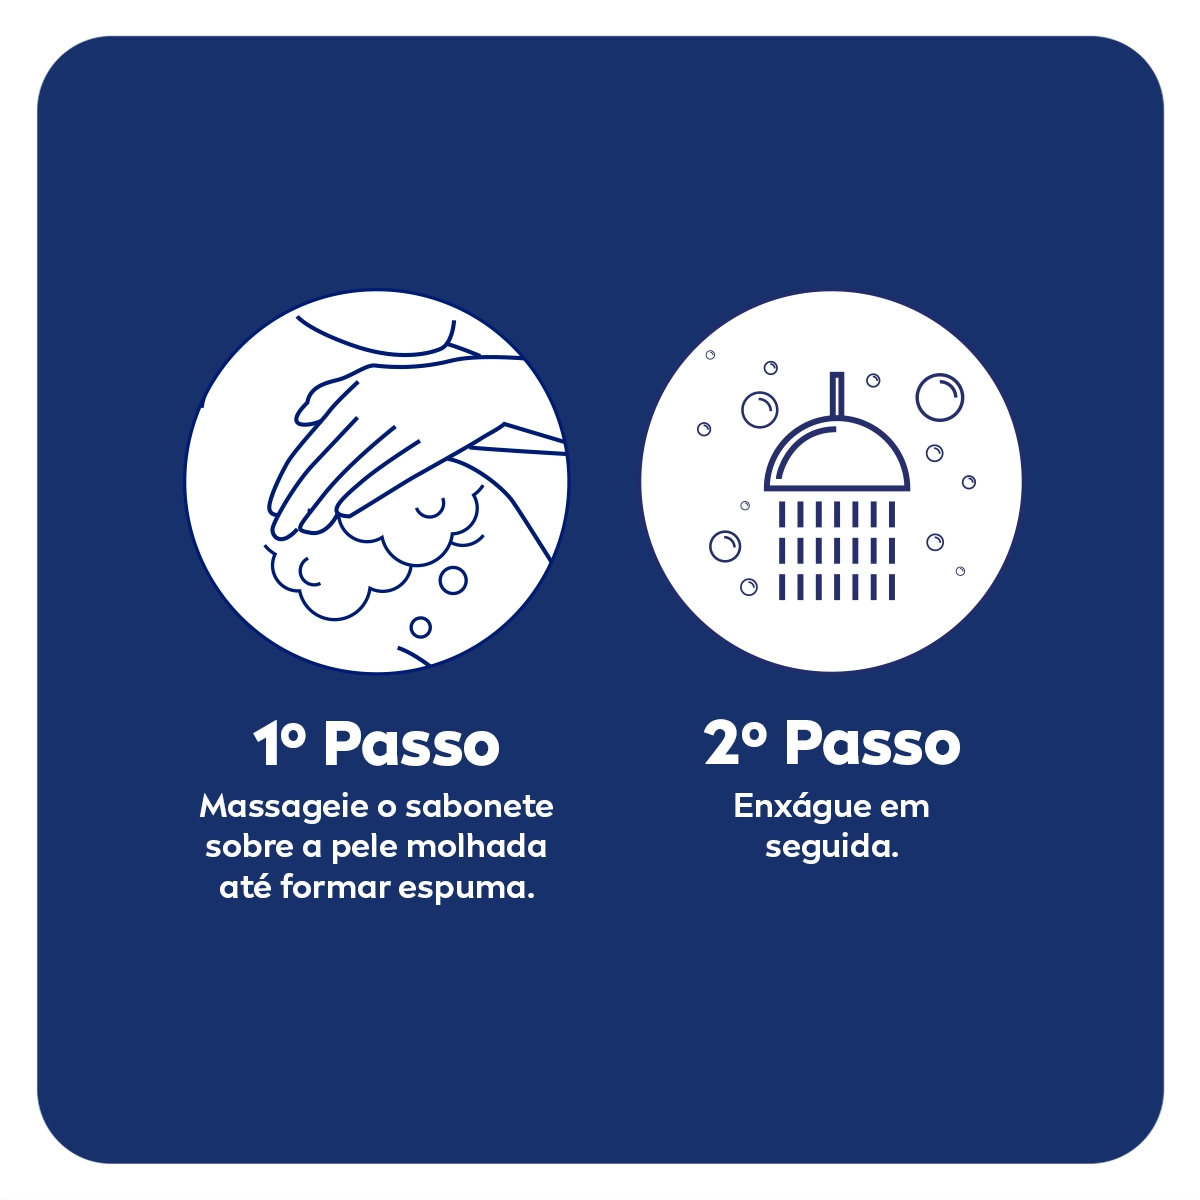 1º Passo
Massageie o sabonete
sobre a pele molhada
até formar espuma.
2º Passo
Enxágue em
seguida.